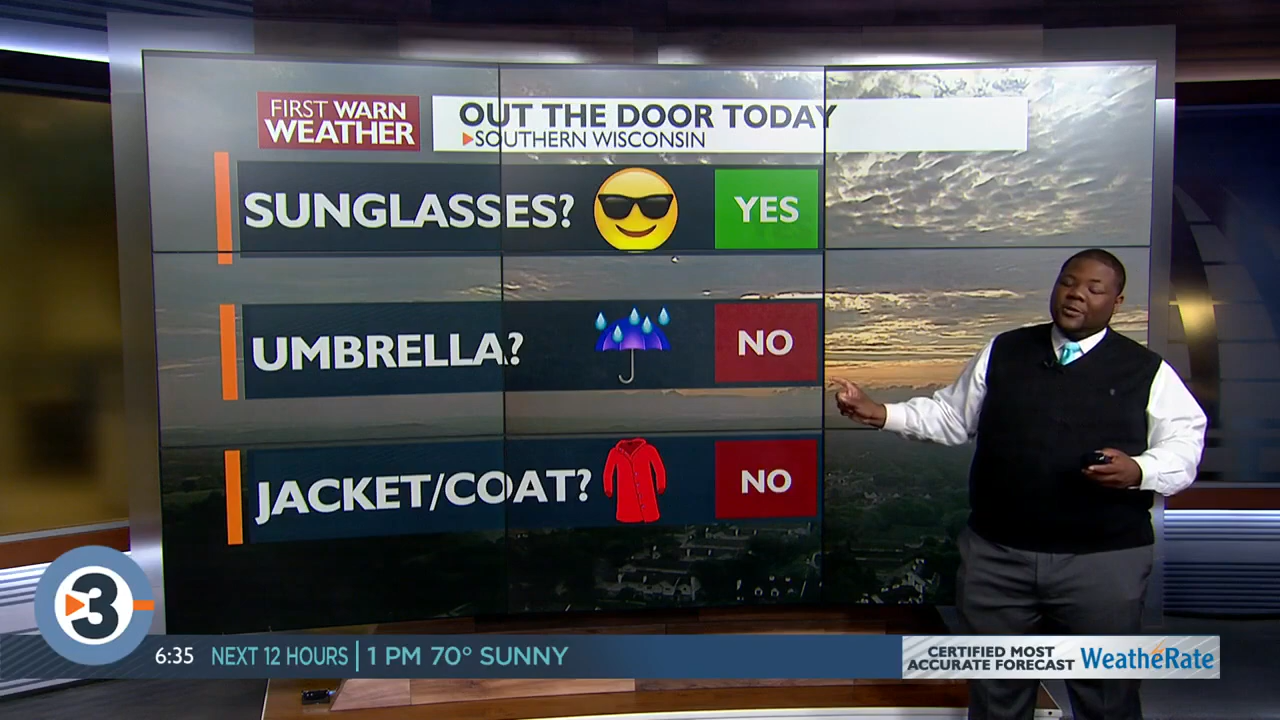 FIRST WARN
WEATHER
OUT THE DOOR TODAY
SOUTHERN WISCONSIN
SUNGLASSES?
YES
UMBRELLA?
NO
JACKET/COAT?
NO
3
6:35
NEXT 12 HOURS
1 PM 70° SUNNY
CERTIFIED MOST
ACCURATE FORECAST
WeatheRate